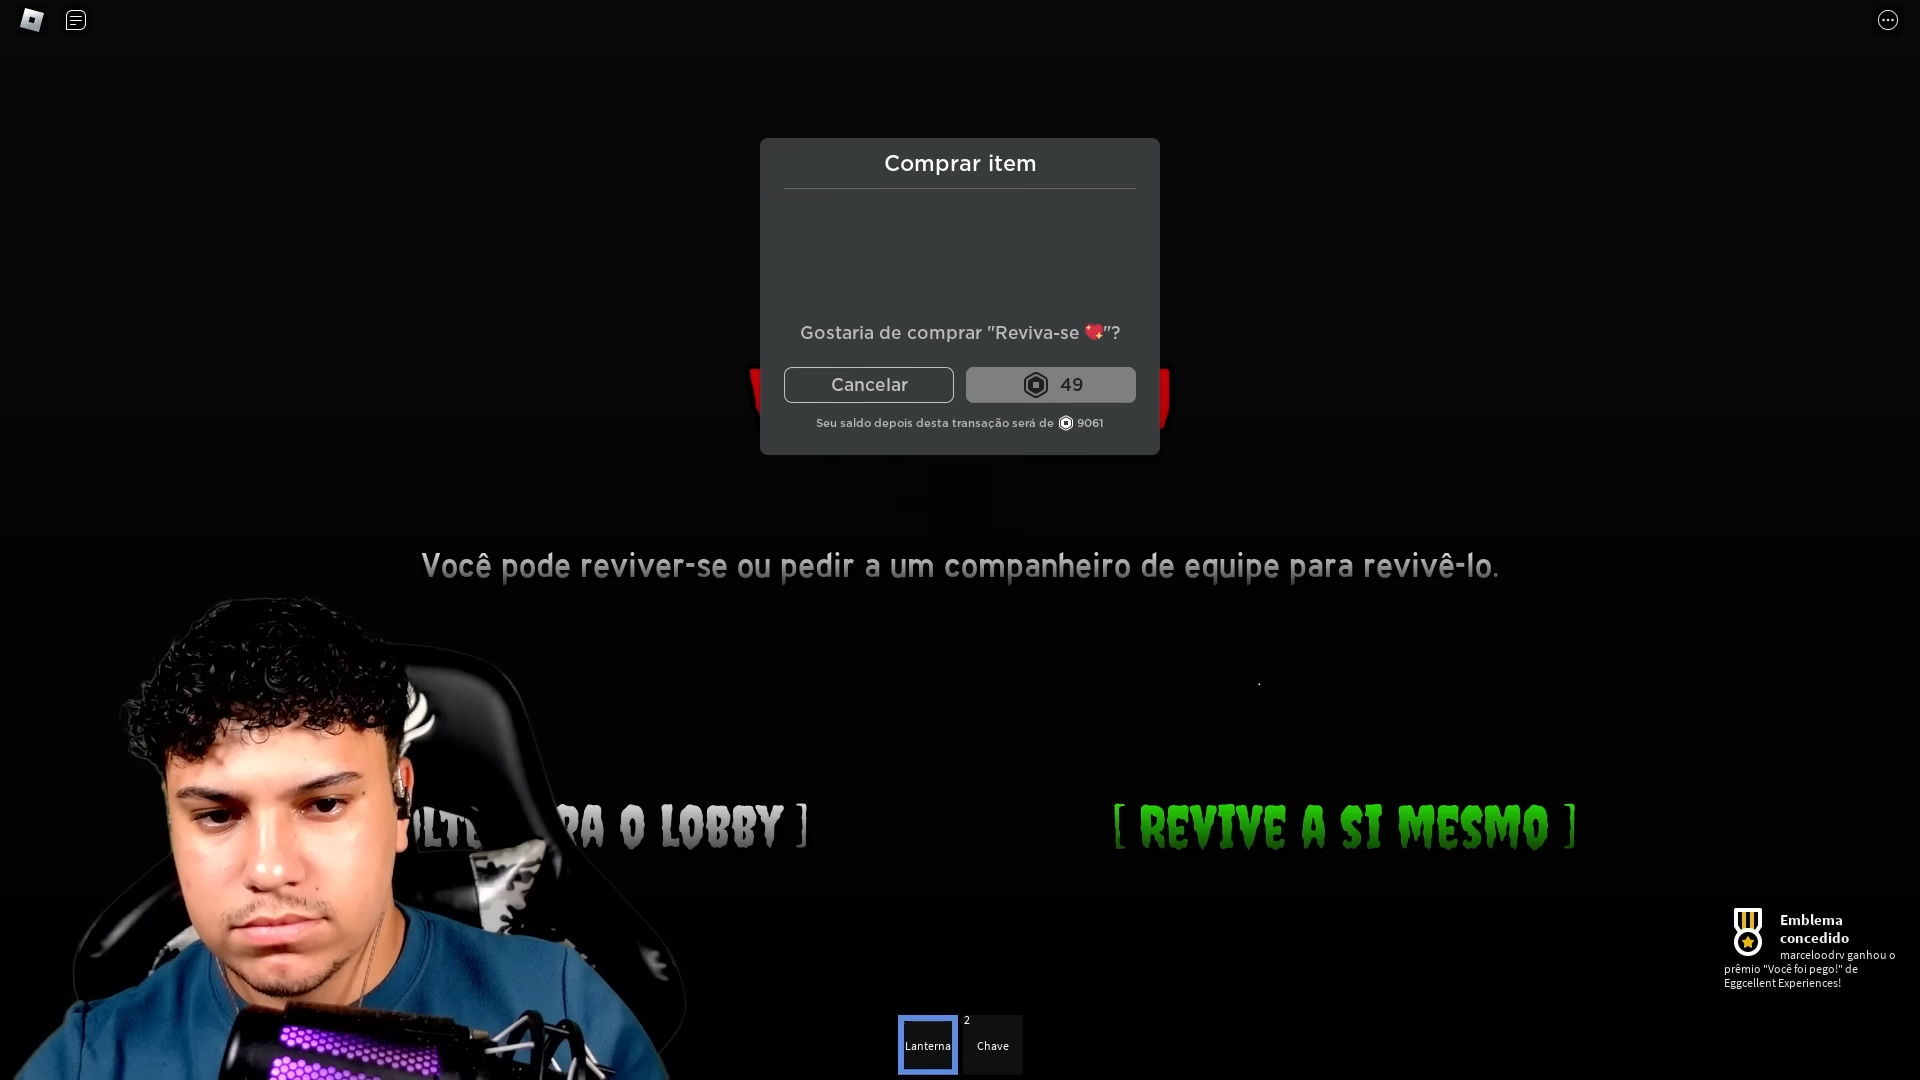 Comprar item
Gostaria de comprar "Reviva-se 💖"?
Cancelar
49
Seu saldo depois desta transação será de 9061
Você pode reviver-se ou pedir a um companheiro de equipe para revivê-lo.
O LOBBY ]
[ REVIVE A SI MESMO ]
Emblema
concedido
marceloodrv ganhou o
prêmio "Você foi pego!" de
Eggcellent Experiences!
2
Lanterna
Chave